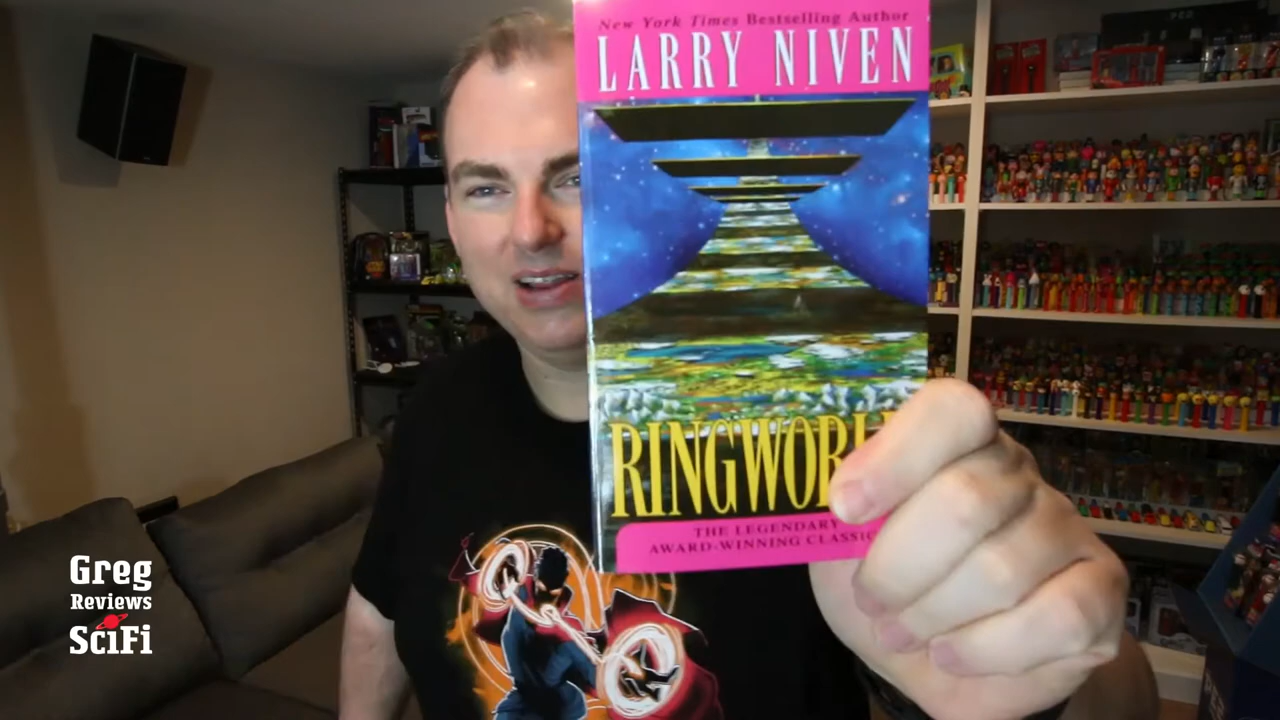 New York Times Bestselling Author
LARRY NIVEN
RINGWORL
THE LEGENDARY
AWARD-WINNING CLASSIC
Greg
Reviews
SciFi